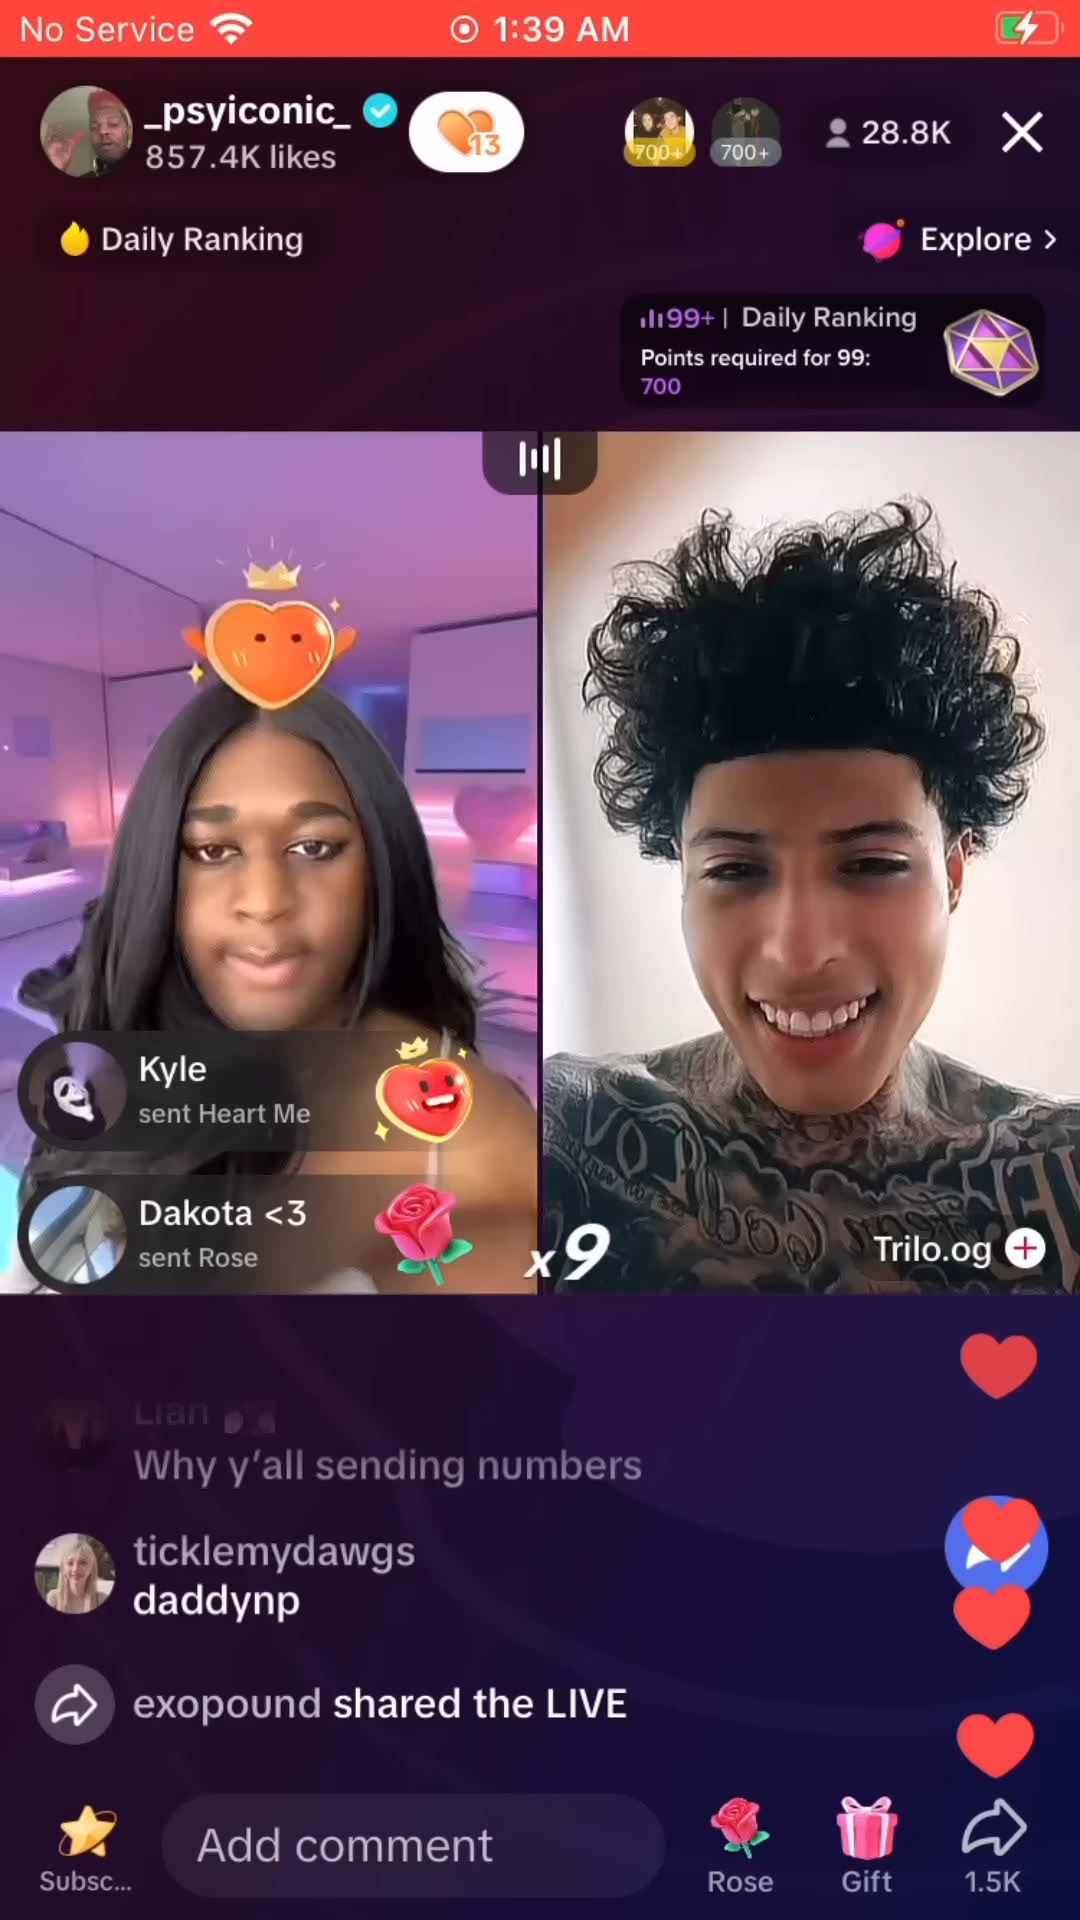 No Service
1:39 AM
_psyiconic_
857.4K likes
13
700+
700+
28.8K
Daily Ranking
Explore >
99+ | Daily Ranking
Points required for 99:
700
Kyle
sent Heart Me
Dakota <3
sent Rose
x9
Trilo.og
Lian
Why y'all sending numbers
ticklemydawgs
daddynp
exopound shared the LIVE
Subsc...
Add comment
Rose
Gift
1.5K